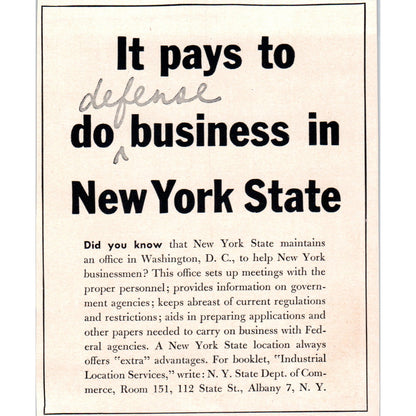 It pays to
defense
do ^ business in
New York State
Did you know that New York State maintains
an office in Washington, D. C., to help New York
businessmen? This office sets up meetings with the
proper personnel; provides information on govern-
ment agencies; keeps abreast of current regulations
and restrictions; aids in preparing applications and
other papers needed to carry on business with Fed-
eral agencies. A New York State location always
offers "extra" advantages. For booklet, "Industrial
Location Services," write: N. Y. State Dept. of Com-
merce, Room 151, 112 State St., Albany 7, N. Y.